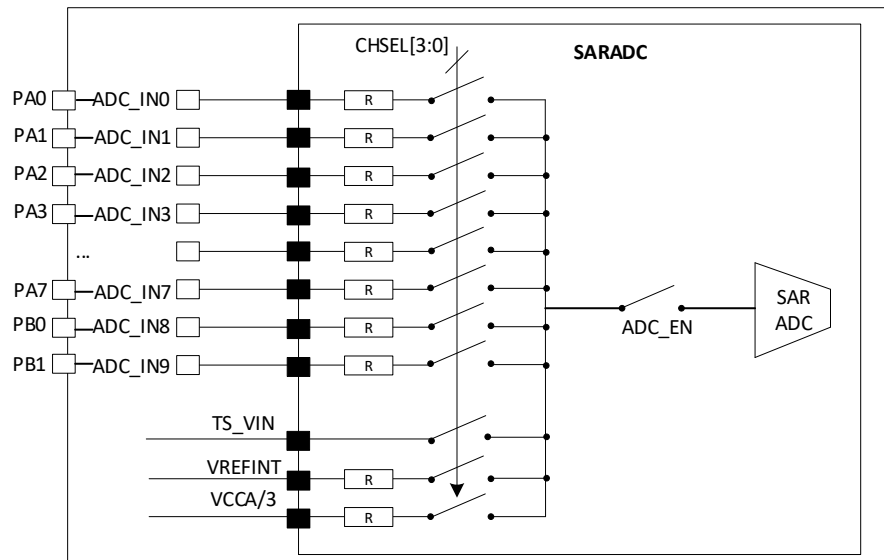 CHSEL[3:0]
SARADC
PA0 ADC_IN0 R
PA1 ADC_IN1 R
PA2 ADC_IN2 R
PA3 ADC_IN3 R
... R
PA7 ADC_IN7 R
PB0 ADC_IN8 R
PB1 ADC_IN9 R
ADC_EN
SAR
ADC
TS_VIN
VREFINT R
VCCA/3 R